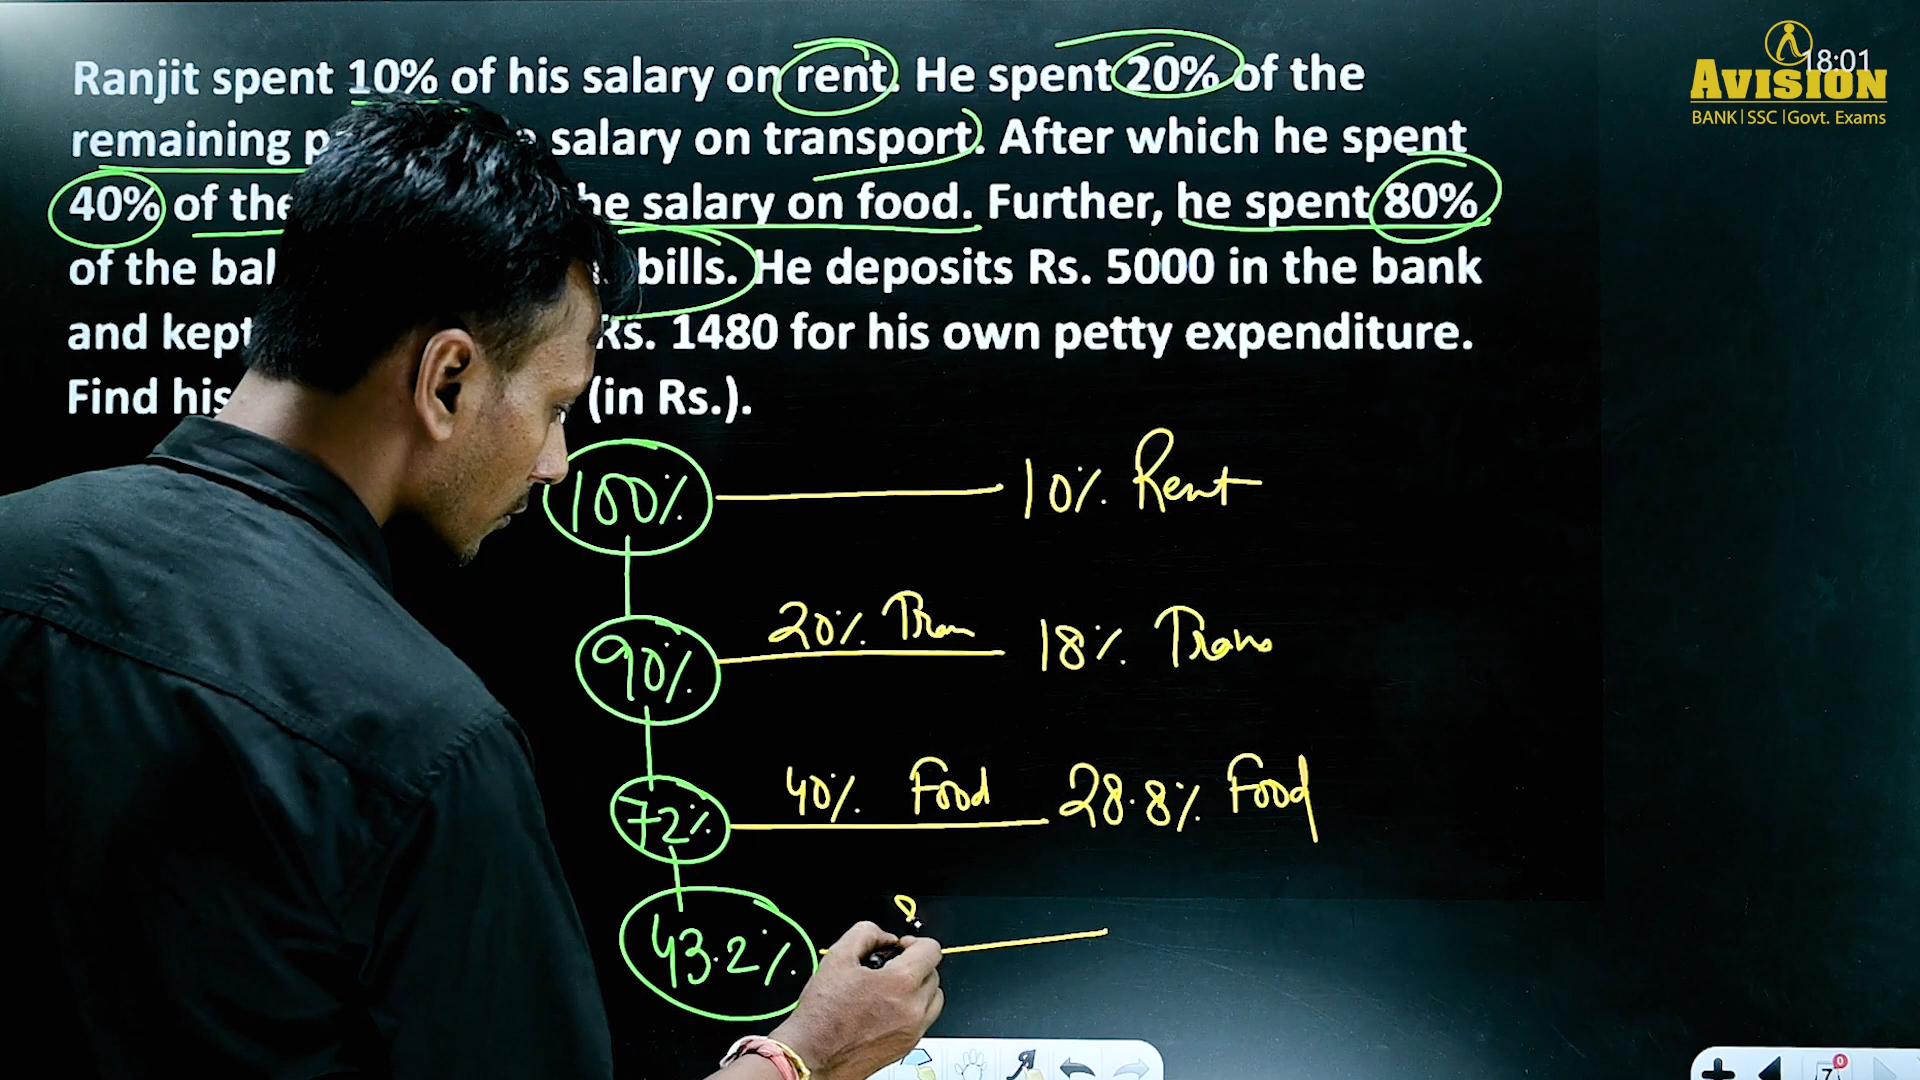 Ranjit spent 10% of his salary on rent. He spent 20% of the
remaining salary on transport. After which he spent
40% of the salary on food. Further, he spent 80%
of the bills. He deposits Rs. 5000 in the bank
and kept Rs. 1480 for his own petty expenditure.
Find his (in Rs.).
18:01
AVISION
BANK|SSC|Govt. Exams
100% 10% Rent
90% 20% Tran 18% Trans
72% 40% Food 28.8% Food
43.2% 8
7
0